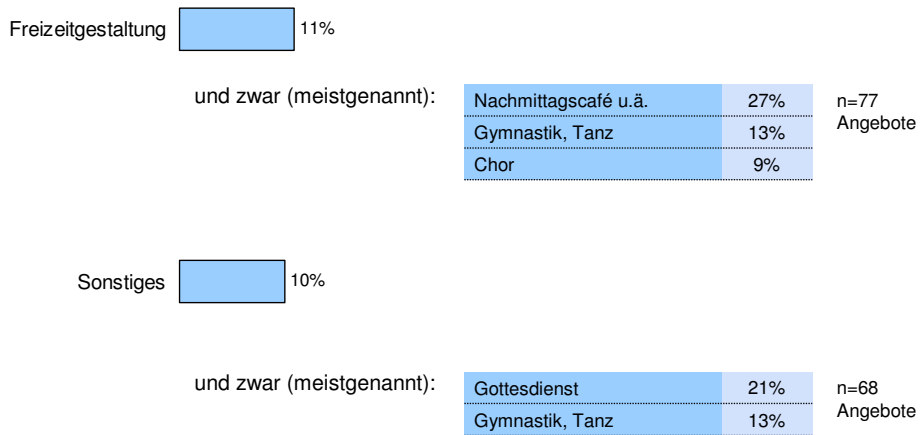 Freizeitgestaltung 11%
und zwar (meistgenannt):
Nachmittagscafé u.ä. 27%
Gymnastik, Tanz 13%
Chor 9%
n=77
Angebote
Sonstiges 10%
und zwar (meistgenannt):
Gottesdienst 21%
Gymnastik, Tanz 13%
n=68
Angebote